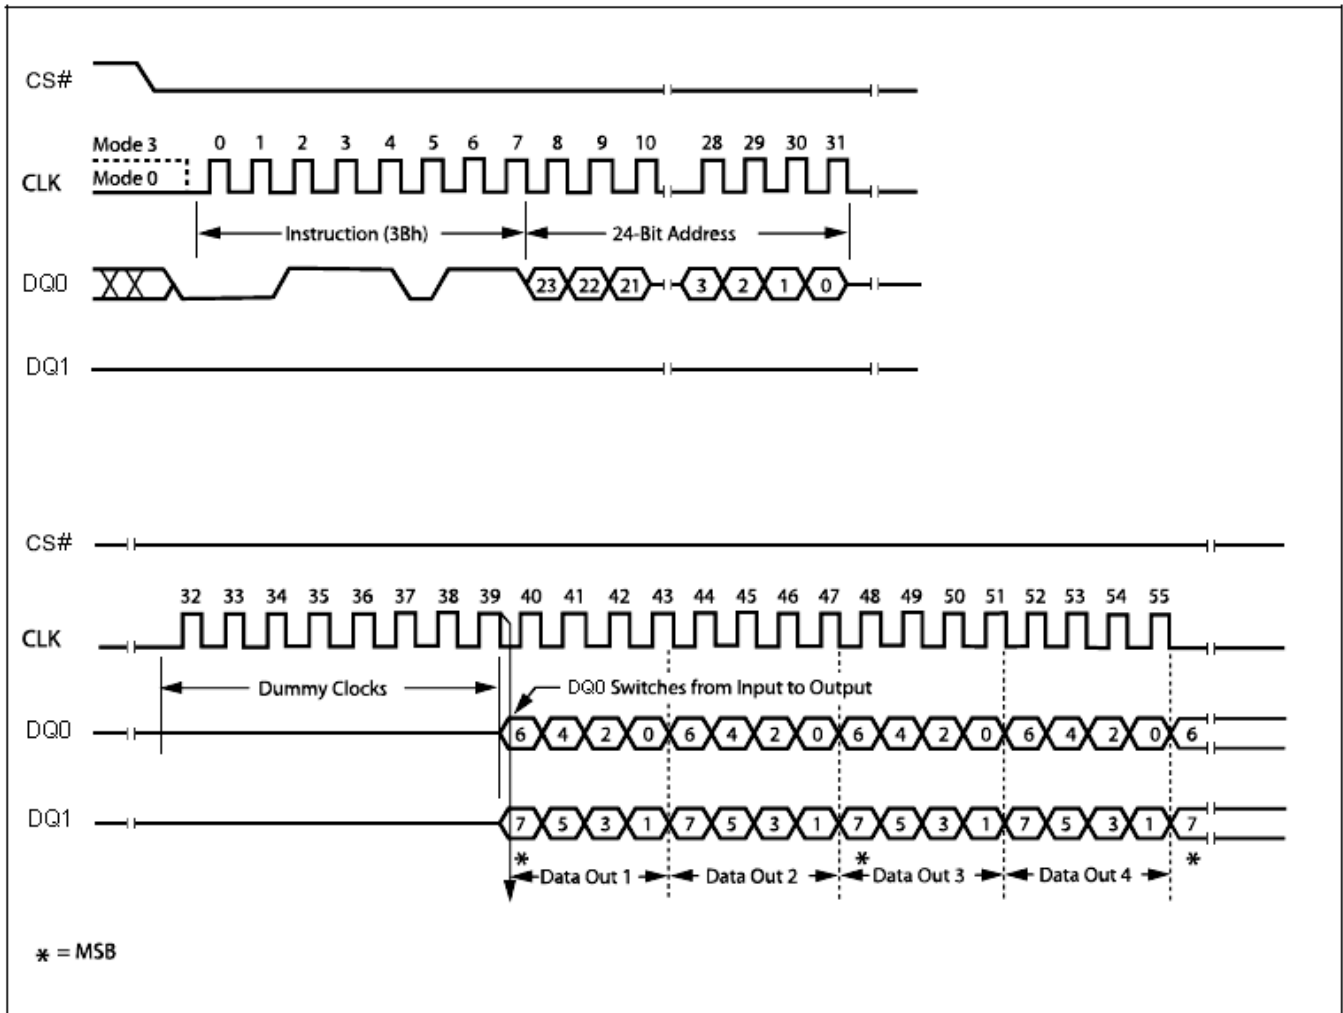 CS#
Mode 3
0 1 2 3 4 5 6 7 8 9 10 28 29 30 31
CLK
Mode 0
Instruction (3Bh)
24-Bit Address
DQ0
23 22 21 3 2 1 0
DQ1
CS#
32 33 34 35 36 37 38 39 40 41 42 43 44 45 46 47 48 49 50 51 52 53 54 55
CLK
Dummy Clocks
DQ0 Switches from Input to Output
DQ0
6 4 2 0 6 4 2 0 6 4 2 0 6 4 2 0 6
DQ1
7 5 3 1 7 5 3 1 7 5 3 1 7 5 3 1 7
* * *
Data Out 1 Data Out 2 Data Out 3 Data Out 4
* = MSB